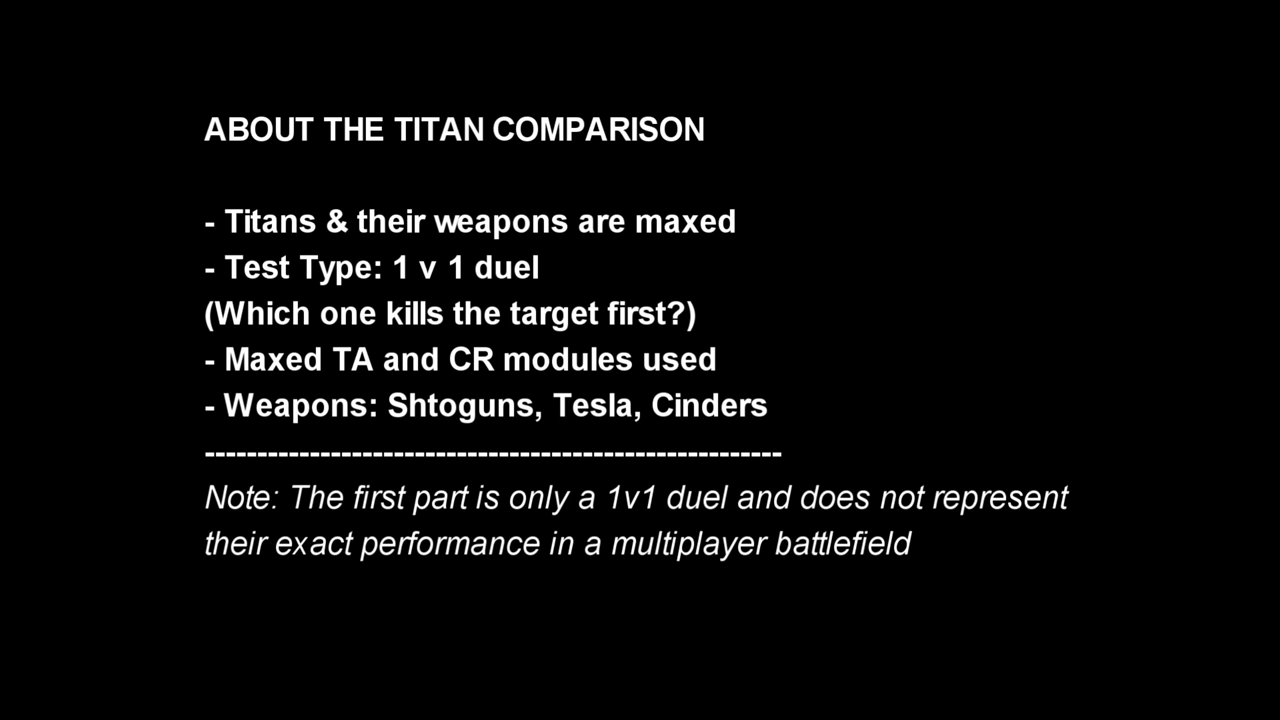 ABOUT THE TITAN COMPARISON
- Titans & their weapons are maxed
- Test Type: 1 v 1 duel
(Which one kills the target first?)
- Maxed TA and CR modules used
- Weapons: Shtoguns, Tesla, Cinders
-------------------------------------------------------
Note: The first part is only a 1v1 duel and does not represent
their exact performance in a multiplayer battlefield